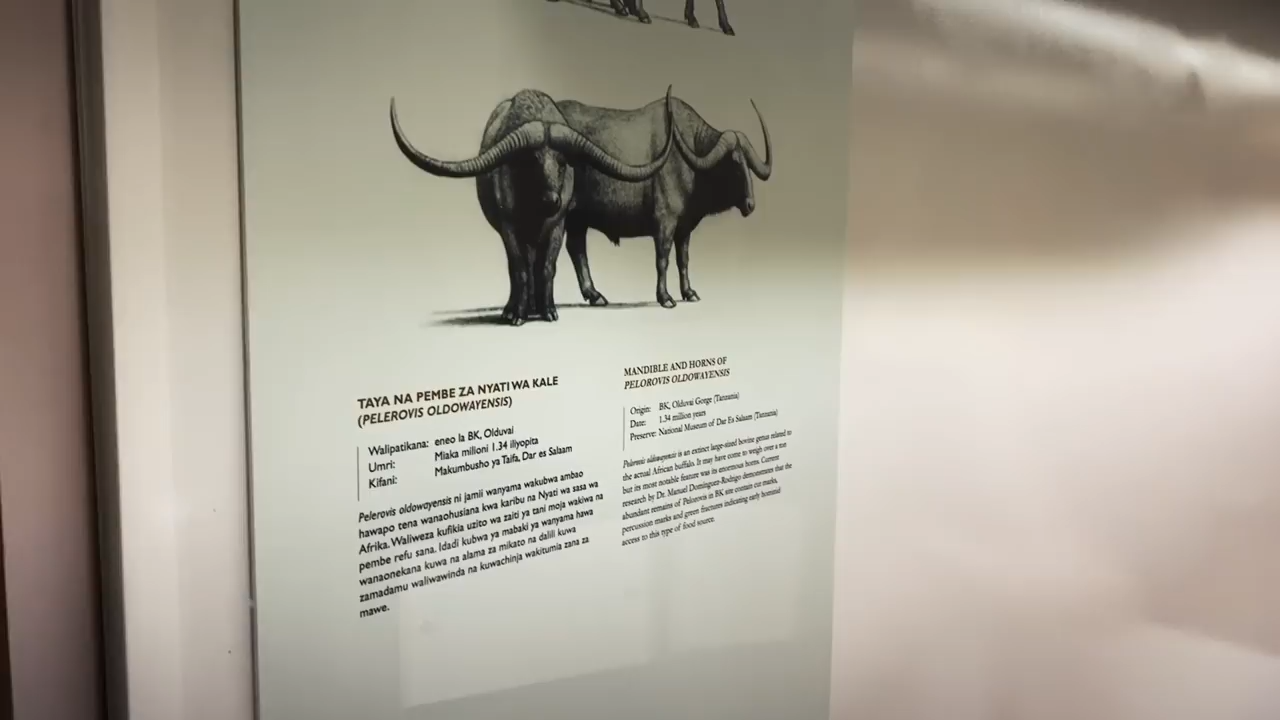 TAYA NA PEMBE ZA NYATI WA KALE
(PELEROVIS OLDOWAYENSIS)
Walipatikana: eneo la BK, Olduvai
Umri: Miaka milioni 1.34 iliyopita
Kifani: Makumbusho ya Taifa, Dar es Salaam
Pelerovis oldowayensis ni jamii wanyama wakubwa ambao
hawapo tena wanaohusiana kwa karibu na Nyati wa sasa wa
Afrika. Waliweza kufikia uzito wa zaiti ya tani moja wakiwa na
pembe refu sana. Idadi kubwa ya mabaki ya wanyama hawa
wanaonekana kuwa na alama za mikato na dalili kuwa
zamadamu waliwawinda na kuwachinja wakitumia zana za
mawe.
MANDIBLE AND HORNS OF
PELOROVIS OLDOWAYENSIS
Origin: BK, Olduvai Gorge (Tanzania)
Date: 1.34 million years
Preserve: National Museum of Dar Es Salaam (Tanzania)
Pelorovis oldowayensis is an extinct large-sized bovine genus related to
the actual African buffalo. It may have come to weigh over a ton
but its most notable feature was its enormous horns. Current
research by Dr. Manuel Domínguez-Rodrigo demonstrates that the
abundant remains of Pelorovis in BK site contain cut marks,
percussion marks and green fractures indicating early hominid
access to this type of food source.